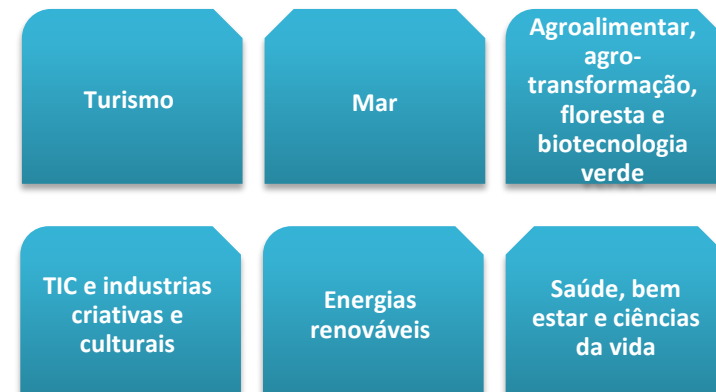 Turismo
Mar
Agroalimentar,
agro-
transformação,
floresta e
biotecnologia
verde
TIC e industrias
criativas e
culturais
Energias
renováveis
Saúde, bem
estar e ciências
da vida